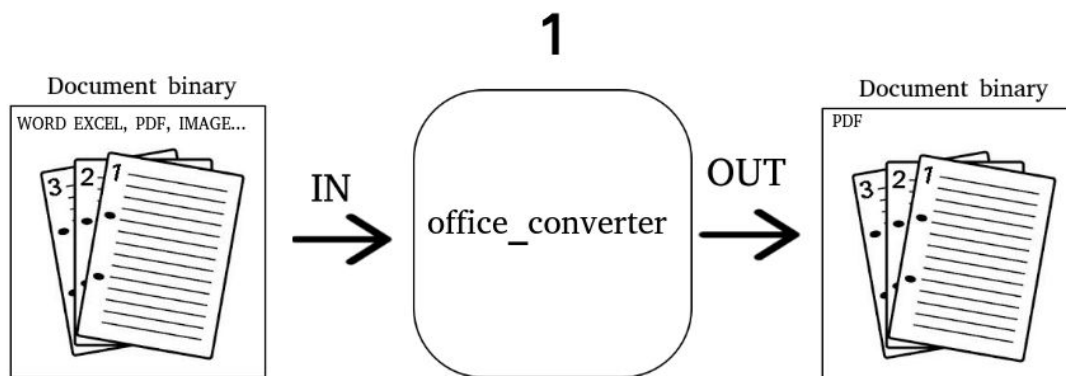 1
Document binary
WORD EXCEL, PDF, IMAGE...
3 2 1
IN
office_converter
OUT
Document binary
PDF
3 2 1